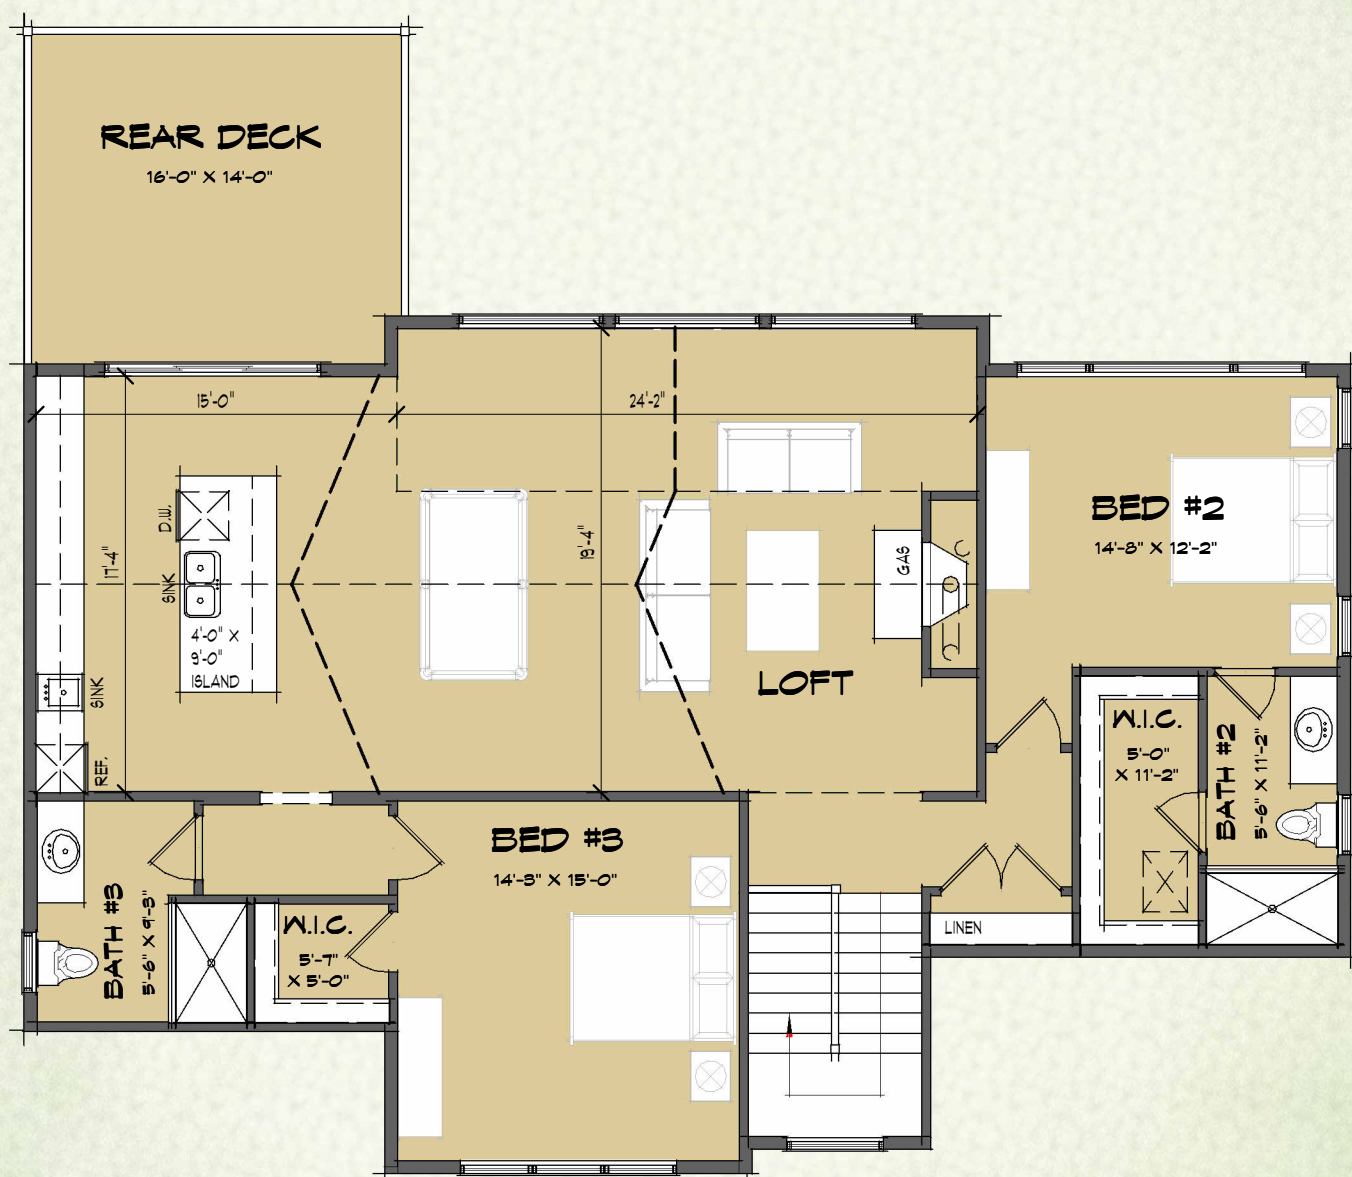 REAR DECK
16'-0" X 14'-0"
15'-0"
24'-2"
17'-4"
19'-4"
D.W.
SINK
4'-0" X
9'-0"
ISLAND
SINK
REF.
GAS
LOFT
BED #2
14'-8" X 12'-2"
W.I.C.
5'-0"
X 11'-2"
BATH #2
5'-6" X 11'-2"
BED #3
14'-8" X 15'-0"
BATH #3
5'-6" X 9'-8"
W.I.C.
5'-7"
X 5'-0"
LINEN